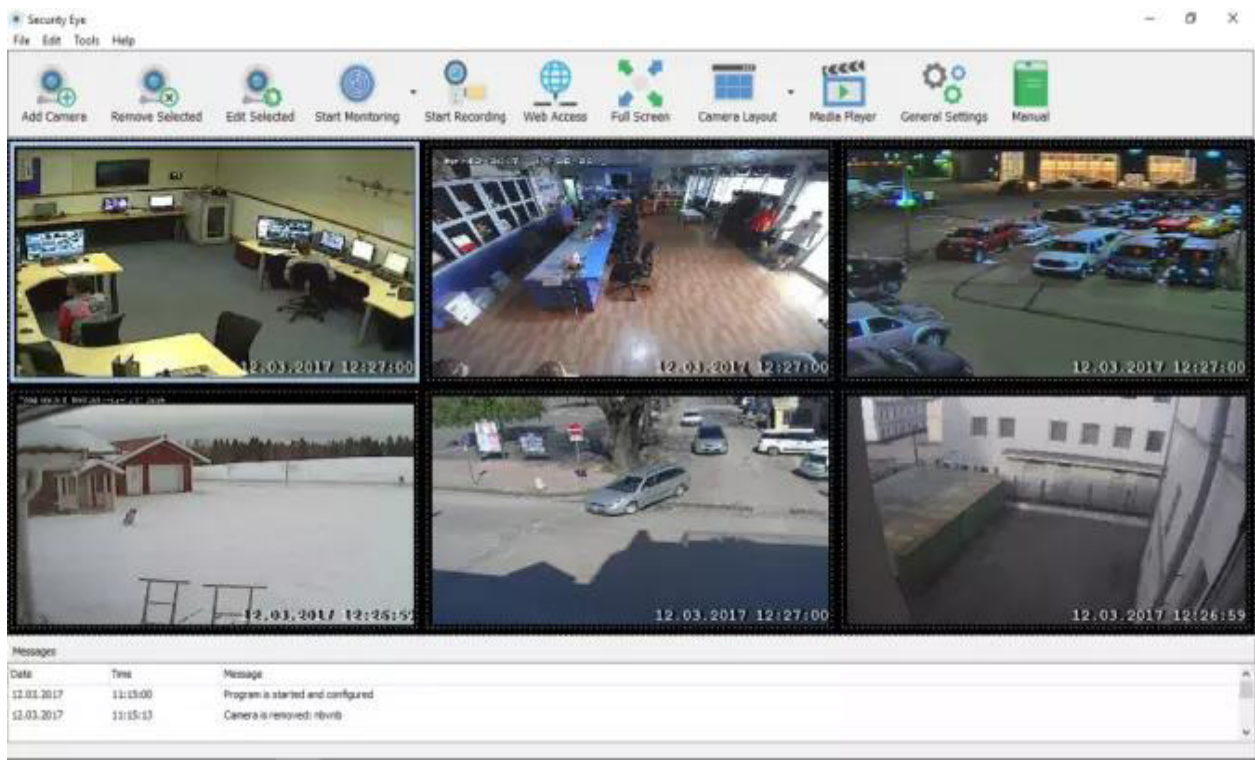 Security Eye
File Edit Tools Help
Add Camera Remove Selected Edit Selected Start Monitoring Start Recording Web Access Full Screen Camera Layout Media Player General Settings Manual
12.03.2017 12:27:00 12.03.2017 12:27:00 12.03.2017 12:27:00
12.03.2017 12:26:59 12.03.2017 12:27:00 12.03.2017 12:26:59
Messages
Date Time Message
12.03.2017 11:15:00 Program is started and configured
12.03.2017 11:15:13 Camera is removed: nbvnb